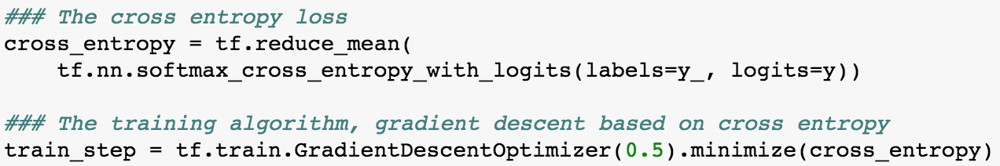 ### The cross entropy loss
cross_entropy = tf.reduce_mean(
    tf.nn.softmax_cross_entropy_with_logits(labels=y_, logits=y))

### The training algorithm, gradient descent based on cross entropy
train_step = tf.train.GradientDescentOptimizer(0.5).minimize(cross_entropy)